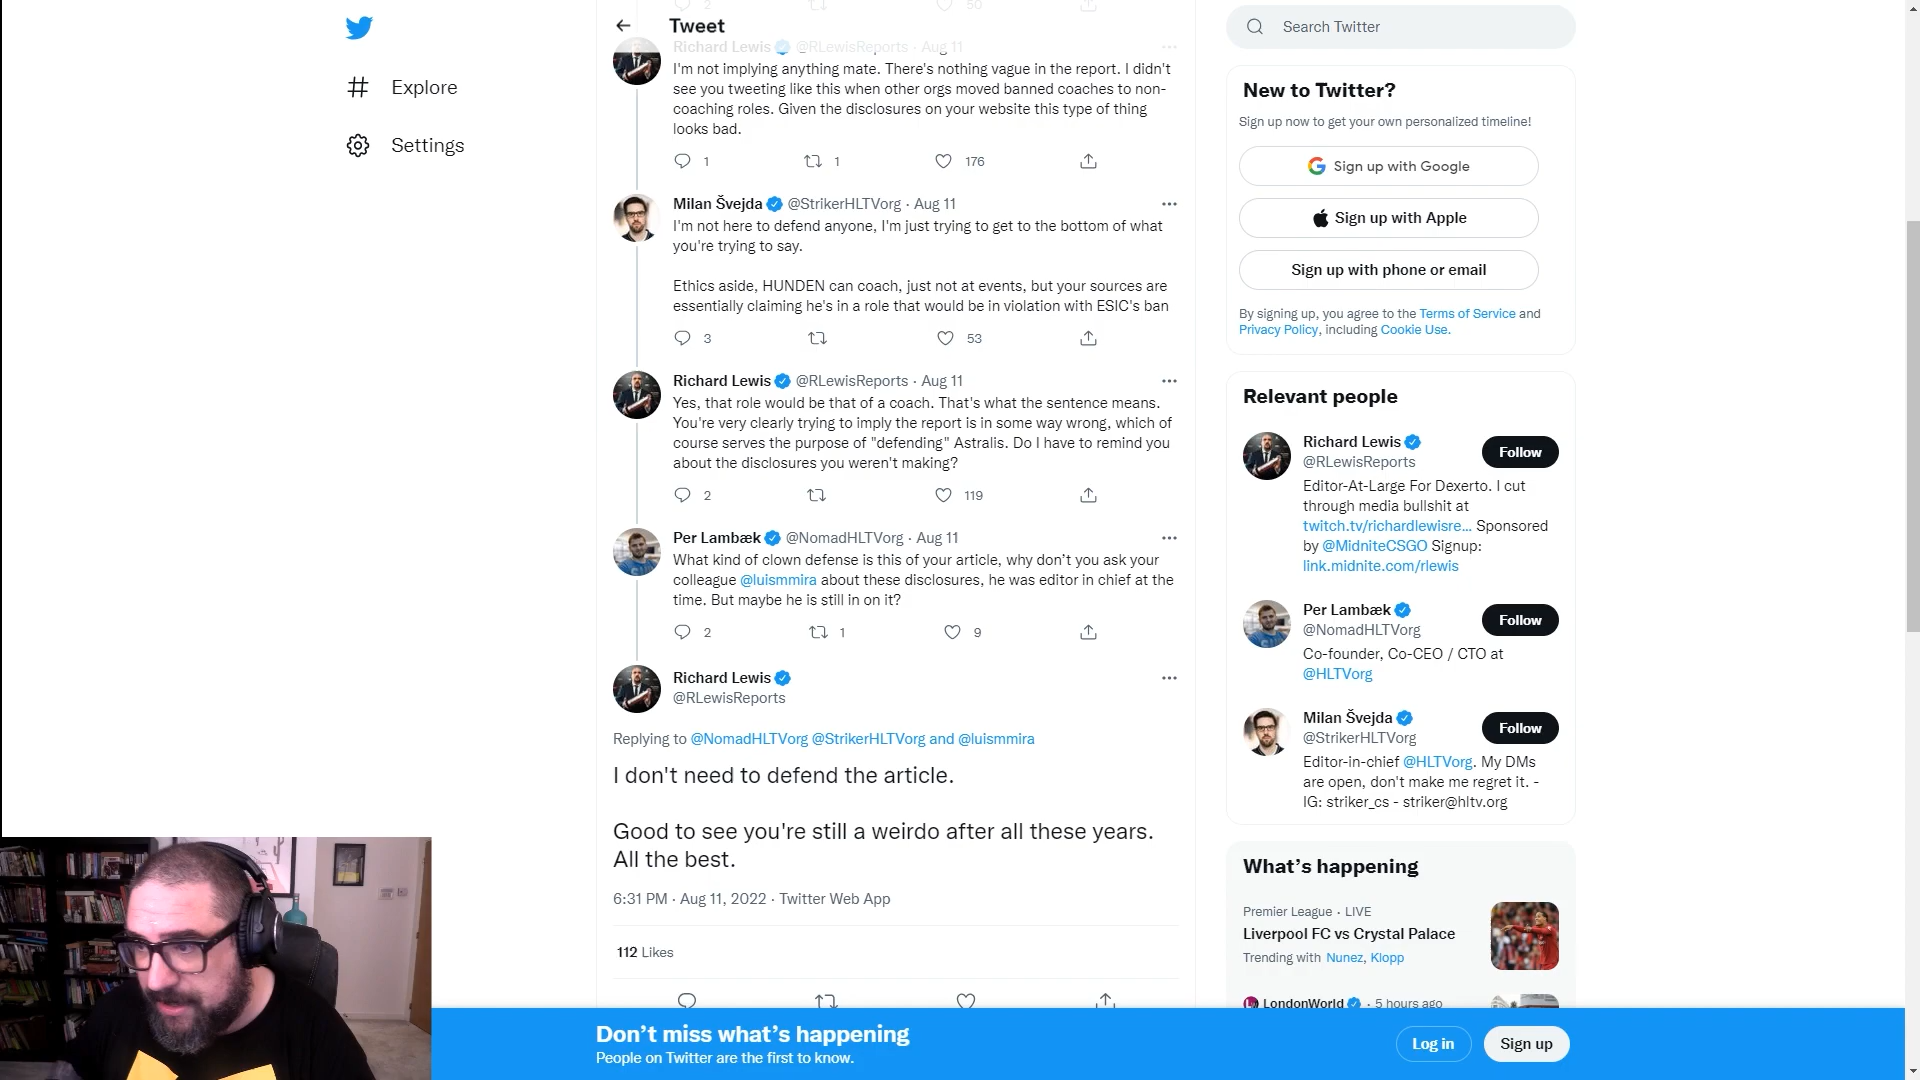 Tweet
2
50
Richard Lewis @RLewisReports · Aug 11
I'm not implying anything mate. There's nothing vague in the report. I didn't
see you tweeting like this when other orgs moved banned coaches to non-
coaching roles. Given the disclosures on your website this type of thing
looks bad.
1
1
176
Milan Švejda @StrikerHLTVorg · Aug 11
I'm not here to defend anyone, I'm just trying to get to the bottom of what
you're trying to say.
Ethics aside, HUNDEN can coach, just not at events, but your sources are
essentially claiming he's in a role that would be in violation with ESIC's ban
3
53
Richard Lewis @RLewisReports · Aug 11
Yes, that role would be that of a coach. That's what the sentence means.
You're very clearly trying to imply the report is in some way wrong, which of
course serves the purpose of "defending" Astralis. Do I have to remind you
about the disclosures you weren't making?
2
119
Per Lambæk @NomadHLTVorg · Aug 11
What kind of clown defense is this of your article, why don’t you ask your
colleague @luismmira about these disclosures, he was editor in chief at the
time. But maybe he is still in on it?
2
1
9
Richard Lewis
@RLewisReports
Replying to @NomadHLTVorg @StrikerHLTVorg and @luismmira
I don't need to defend the article.
Good to see you're still a weirdo after all these years.
All the best.
6:31 PM · Aug 11, 2022 · Twitter Web App
112 Likes
Explore
Settings
Search Twitter
New to Twitter?
Sign up now to get your own personalized timeline!
Sign up with Google
Sign up with Apple
Sign up with phone or email
By signing up, you agree to the Terms of Service and
Privacy Policy, including Cookie Use.
Relevant people
Richard Lewis
@RLewisReports
Follow
Editor-At-Large For Dexerto. I cut
through media bullshit at
twitch.tv/richardlewisre... Sponsored
by @MidniteCSGO Signup:
link.midnite.com/rlewis
Per Lambæk
@NomadHLTVorg
Follow
Co-founder, Co-CEO / CTO at
@HLTVorg
Milan Švejda
@StrikerHLTVorg
Follow
Editor-in-chief @HLTVorg. My DMs
are open, don't make me regret it. -
IG: striker_cs - striker@hltv.org
What’s happening
Premier League · LIVE
Liverpool FC vs Crystal Palace
Trending with Nunez, Klopp
LondonWorld · 5 hours ago
Don’t miss what’s happening
People on Twitter are the first to know.
Log in
Sign up